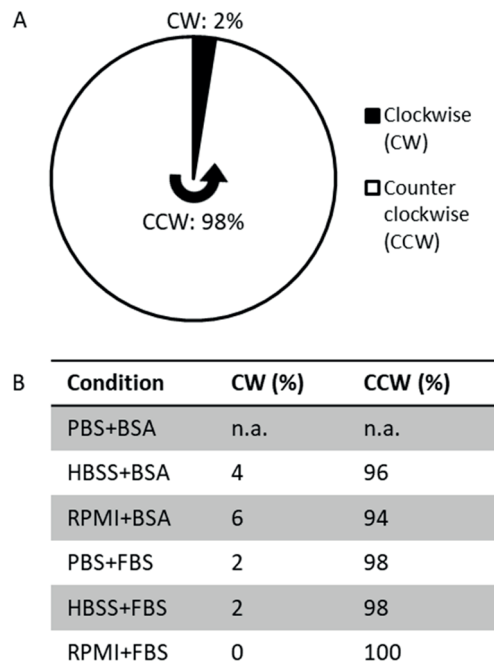 A
CW: 2%
CCW: 98%
Clockwise
(CW)
Counter
clockwise
(CCW)
B
Condition CW (%) CCW (%)
PBS+BSA n.a. n.a.
HBSS+BSA 4 96
RPMI+BSA 6 94
PBS+FBS 2 98
HBSS+FBS 2 98
RPMI+FBS 0 100